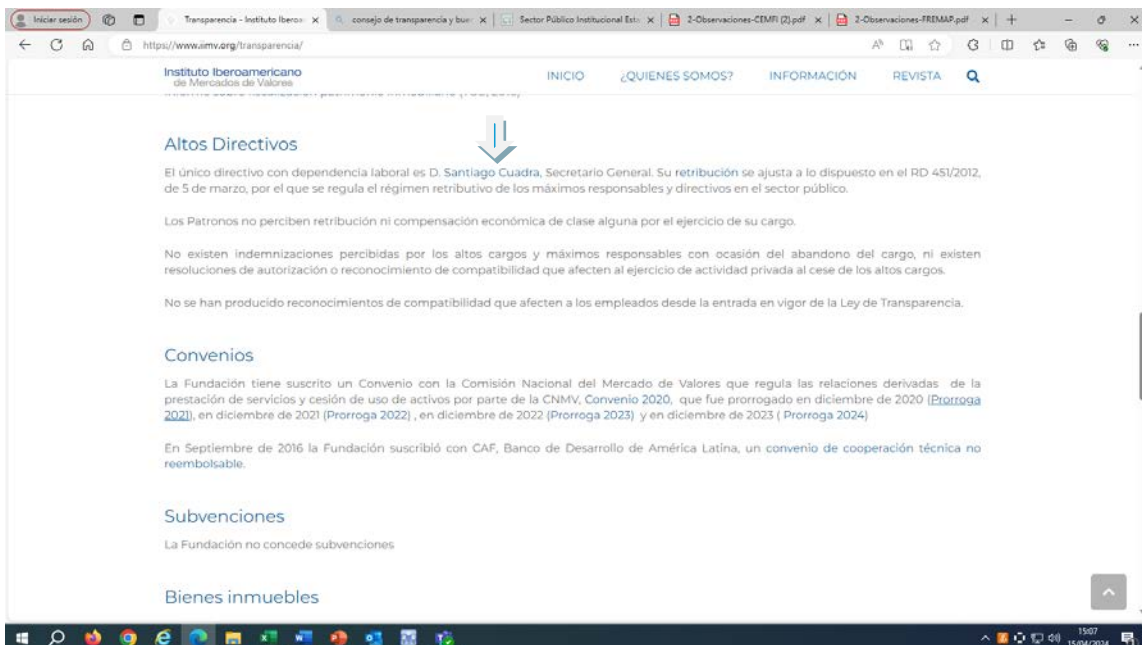 Iniciar sesión
Transparencia - Instituto Iberoa
consejo de transparencia y bue
Sector Público Institucional Est
2-Observaciones-CEMFI (2).pdf
2-Observaciones-FREMAP.pdf
https://www.iimv.org/transparencia/
Instituto Iberoamericano
de Mercados de Valores
INICIO
¿QUIENES SOMOS?
INFORMACIÓN
REVISTA
Altos Directivos
El único directivo con dependencia laboral es D. Santiago Cuadra, Secretario General. Su retribución se ajusta a lo dispuesto en el RD 451/2012,
de 5 de marzo, por el que se regula el régimen retributivo de los máximos responsables y directivos en el sector público.
Los Patronos no perciben retribución ni compensación económica de clase alguna por el ejercicio de su cargo.
No existen indemnizaciones percibidas por los altos cargos y máximos responsables con ocasión del abandono del cargo, ni existen
resoluciones de autorización o reconocimiento de compatibilidad que afecten al ejercicio de actividad privada al cese de los altos cargos.
No se han producido reconocimientos de compatibilidad que afecten a los empleados desde la entrada en vigor de la Ley de Transparencia.
Convenios
La Fundación tiene suscrito un Convenio con la Comisión Nacional del Mercado de Valores que regula las relaciones derivadas de la
prestación de servicios y cesión de uso de activos por parte de la CNMV, Convenio 2020, que fue prorrogado en diciembre de 2020 (Prorroga
2021), en diciembre de 2021 (Prorroga 2022) , en diciembre de 2022 (Prorroga 2023) y en diciembre de 2023 ( Prorroga 2024)
En Septiembre de 2016 la Fundación suscribió con CAF, Banco de Desarrollo de América Latina, un convenio de cooperación técnica no
reembolsable.
Subvenciones
La Fundación no concede subvenciones
Bienes inmuebles
15:07
15/04/2024